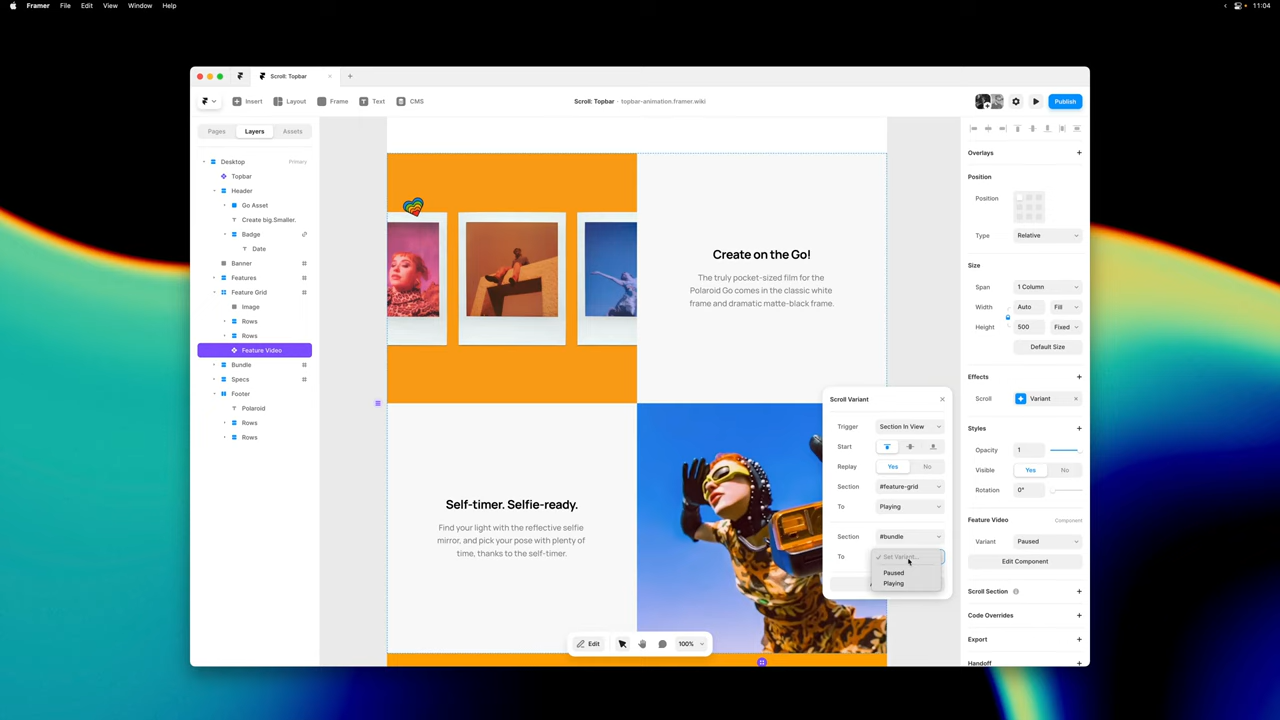 Framer File Edit View Window Help 11:04
Scroll: Topbar
Insert Layout Frame Text CMS
Scroll: Topbar · topbar-animation.framer.wiki
Publish
Pages Layers Assets
Desktop Primary
Topbar
Header
Go Asset
Create big.Smaller.
Badge
Date
Banner
Features
Feature Grid
Image
Rows
Rows
Feature Video
Bundle
Specs
Footer
Polaroid
Rows
Rows
Create on the Go!
The truly pocket-sized film for the
Polaroid Go comes in the classic white
frame and dramatic matte-black frame.
Self-timer. Selfie-ready.
Find your light with the reflective selfie
mirror, and pick your pose with plenty of
time, thanks to the self-timer.
Edit
100%
Scroll Variant
Trigger Section In View
Start
Replay Yes No
Section #feature-grid
To Playing
Section #bundle
To Set Variant...
Paused
Playing
Overlays
Position
Position
Type Relative
Size
Span 1 Column
Width Auto Fill
Height 500 Fixed
Default Size
Effects
Scroll Variant
Styles
Opacity 1
Visible Yes No
Rotation 0°
Feature Video Component
Variant Paused
Edit Component
Scroll Section
Code Overrides
Export
Handoff